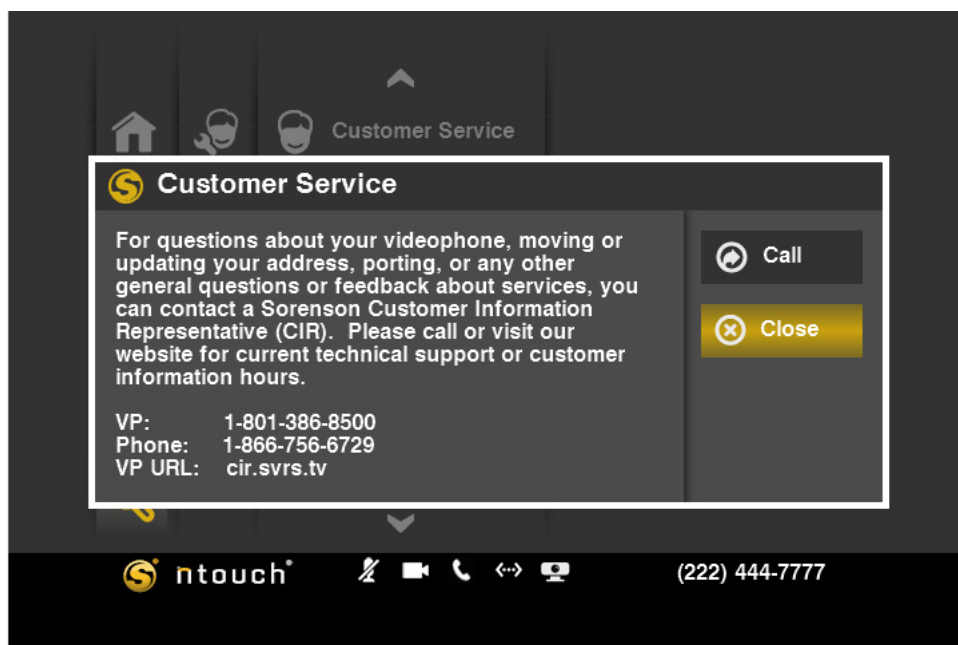 Customer Service
Customer Service
For questions about your videophone, moving or
updating your address, porting, or any other
general questions or feedback about services, you
can contact a Sorenson Customer Information
Representative (CIR).  Please call or visit our
website for current technical support or customer
information hours.
VP: 1-801-386-8500
Phone: 1-866-756-6729
VP URL: cir.svrs.tv
Call
Close
ntouch® (222) 444-7777